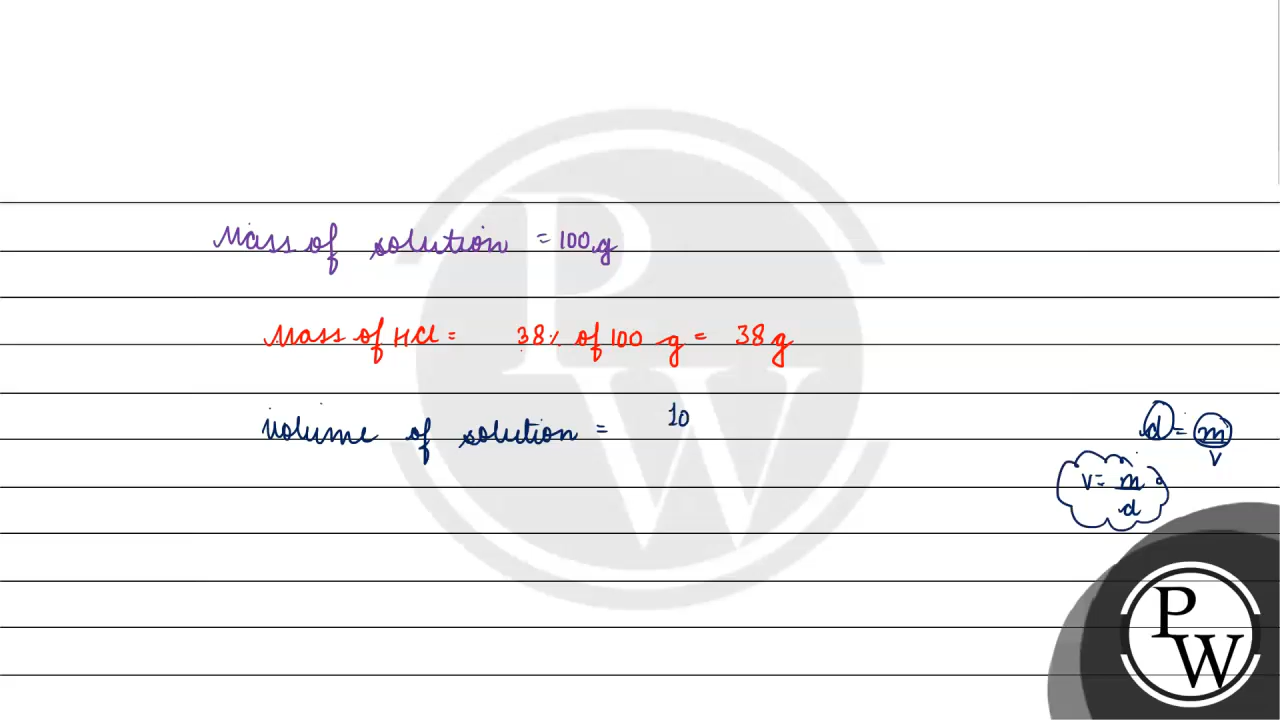 Mass of solution = 100 g
Mass of HCl = 38% of 100 g = 38 g
volume of solution = 10
d = m
v
v = m
d
P
W
P
W